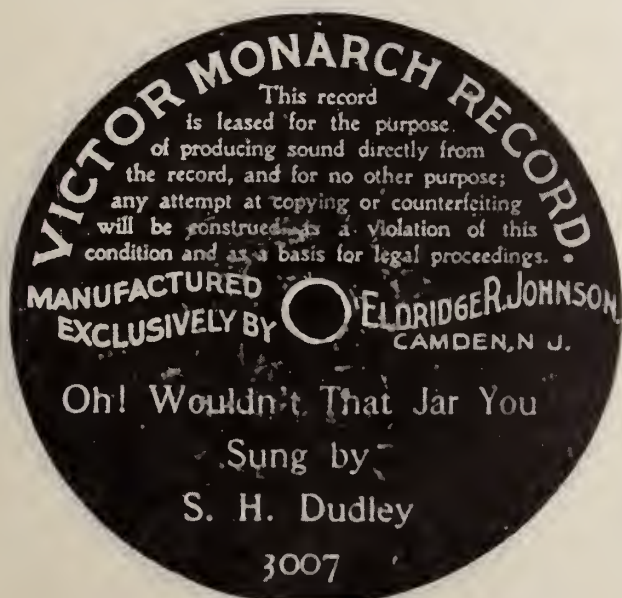 VICTOR MONARCH RECORD.
This record
is leased for the purpose
of producing sound directly from
the record, and for no other purpose;
any attempt at copying or counterfeiting
will be construed as a violation of this
condition and as a basis for legal proceedings.
MANUFACTURED
EXCLUSIVELY BY
ELDRIDGE R. JOHNSON
CAMDEN, N J.
Oh! Wouldn't That Jar You
Sung by
S. H. Dudley
3007